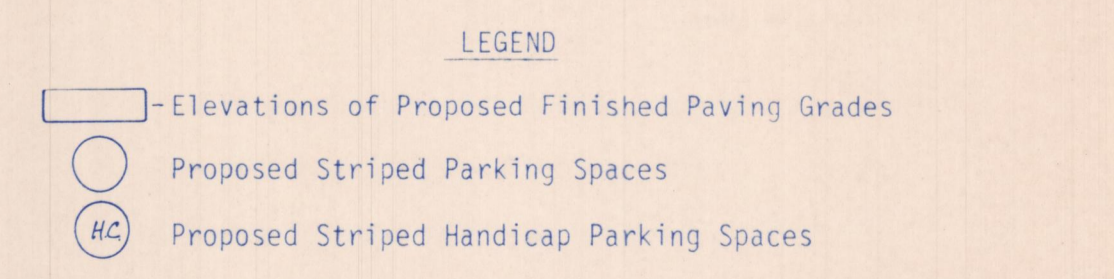 LEGEND
- Elevations of Proposed Finished Paving Grades
Proposed Striped Parking Spaces
H.C. Proposed Striped Handicap Parking Spaces